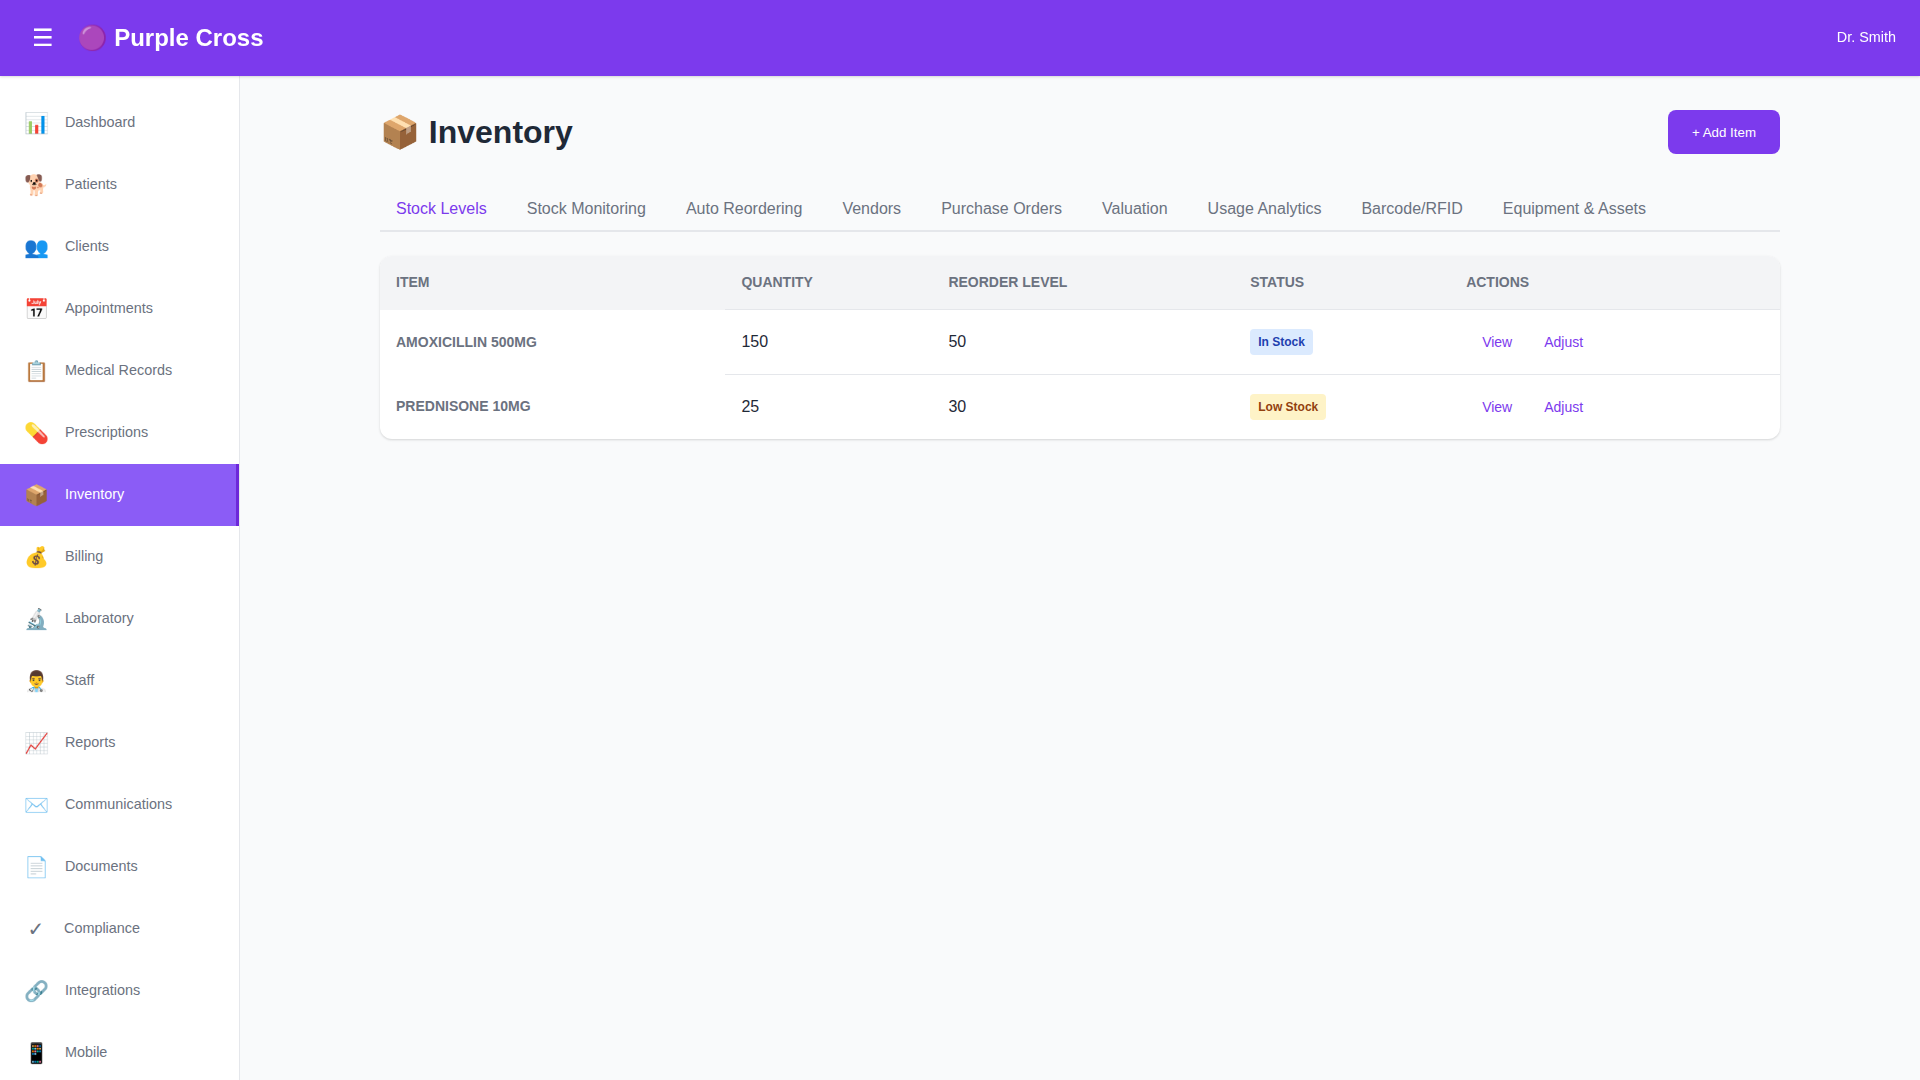 ☰ Purple Cross
Dr. Smith
Dashboard
Patients
Clients
Appointments
Medical Records
Prescriptions
Inventory
Billing
Laboratory
Staff
Reports
Communications
Documents
✓ Compliance
Integrations
Mobile
Inventory
+ Add Item
Stock Levels Stock Monitoring Auto Reordering Vendors Purchase Orders Valuation Usage Analytics Barcode/RFID Equipment & Assets
ITEM QUANTITY REORDER LEVEL STATUS ACTIONS
AMOXICILLIN 500MG 150 50 In Stock View Adjust
PREDNISONE 10MG 25 30 Low Stock View Adjust